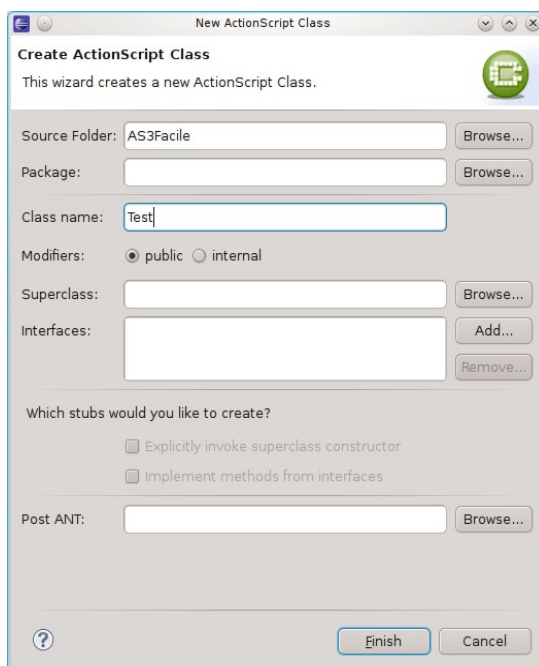 New ActionScript Class
Create ActionScript Class
This wizard creates a new ActionScript Class.
Source Folder: AS3Facile Browse...
Package: Browse...
Class name: Test
Modifiers: public internal
Superclass: Browse...
Interfaces: Add...
Remove...
Which stubs would you like to create?
Explicitly invoke superclass constructor
Implement methods from interfaces
Post ANT: Browse...
? Finish Cancel